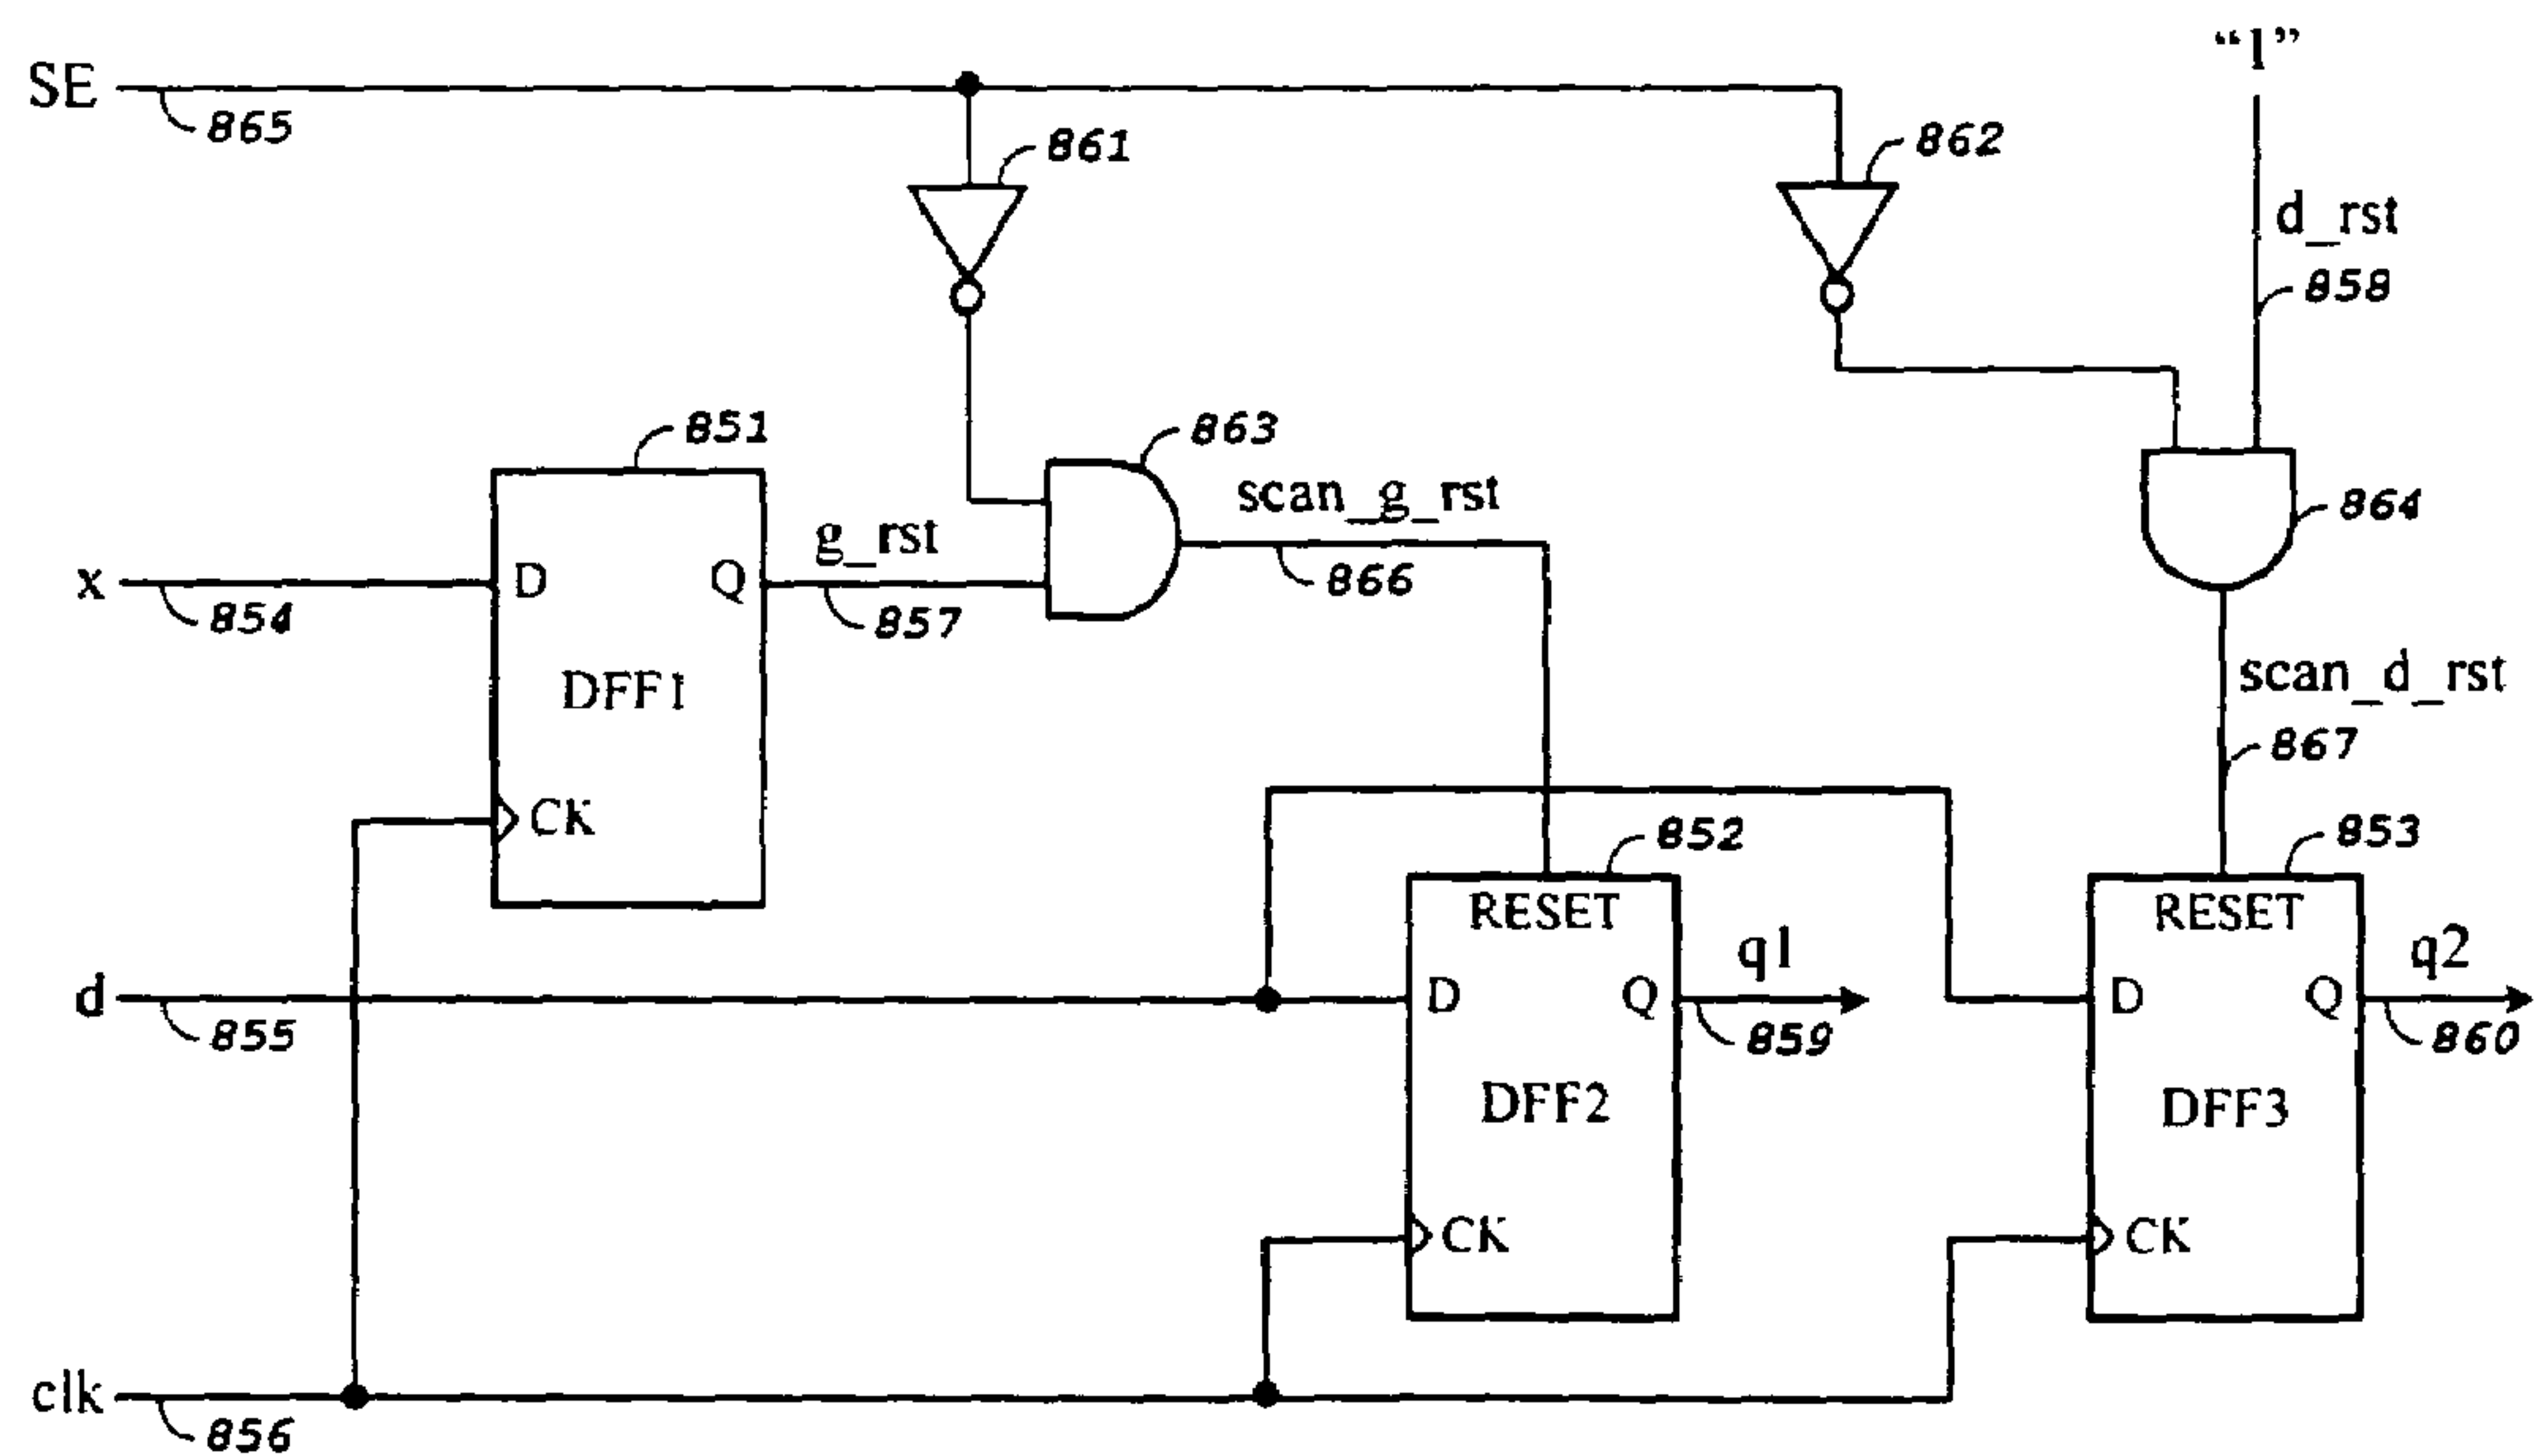 “1”
SE
865
861
862
d_rst
858
851
863
864
g_rst
scan_g_rst
866
x
854
D
Q
857
DFF1
scan_d_rst
867
CK
852
853
RESET
RESET
q1
q2
d
855
D
Q
859
D
Q
860
DFF2
DFF3
CK
CK
clk
856